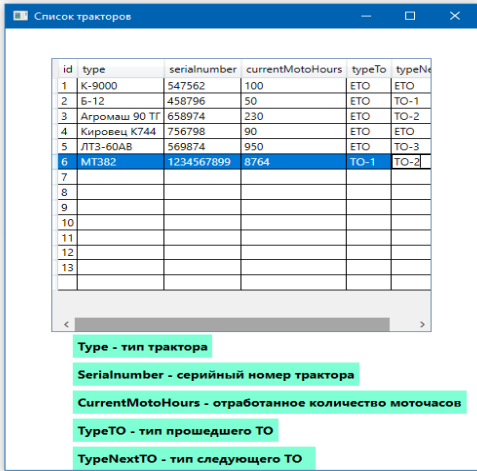 Список тракторов
id type serialnumber currentMotoHours typeTo typeNe
1 К-9000 547562 100 ЕТО ЕТО
2 Б-12 458796 50 ЕТО ТО-1
3 Агромаш 90 ТГ 658974 230 ЕТО ТО-2
4 Кировец К744 756798 90 ЕТО ЕТО
5 ЛТЗ-60АВ 569874 950 ЕТО ТО-3
6 МТ382 1234567899 8764 ТО-1 ТО-2
7
8
9
10
11
12
13
Type - тип трактора
Serialnumber - серийный номер трактора
CurrentMotoHours - отработанное количество моточасов
TypeTO - тип прошедшего ТО
TypeNextTO - тип следующего ТО